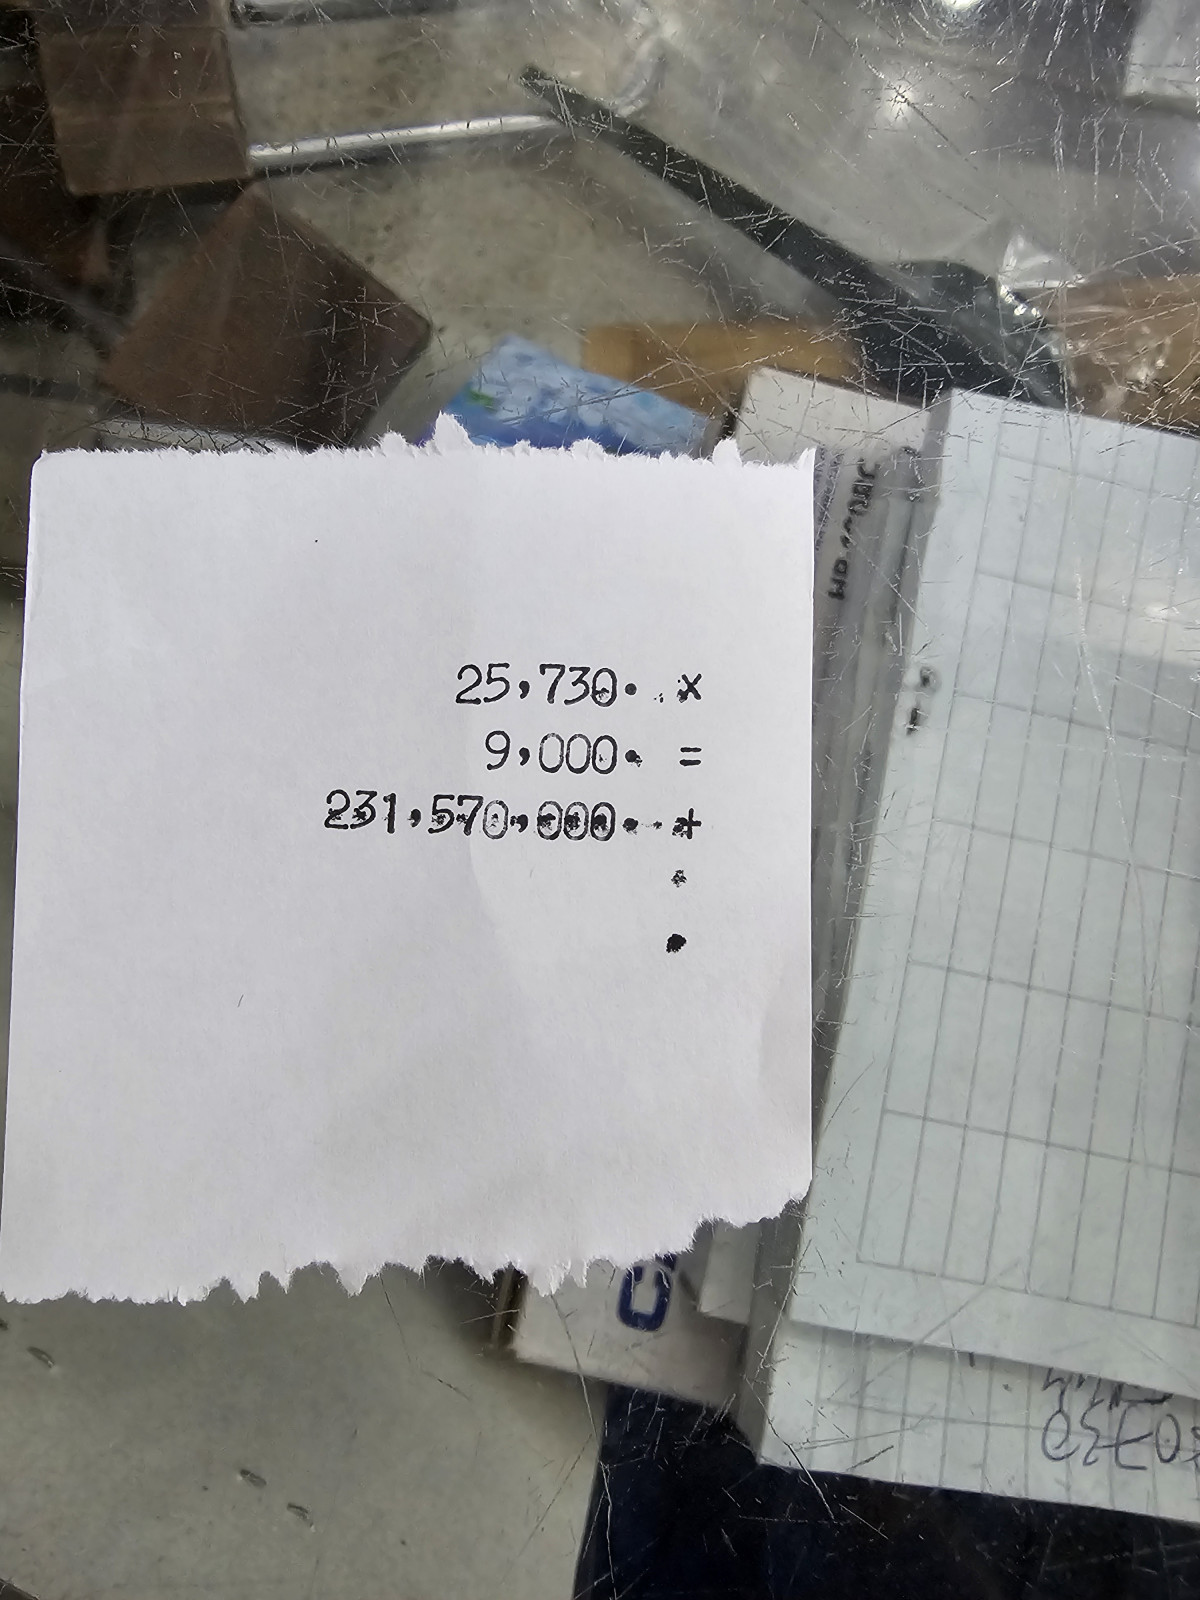 25,730. x
9,000. =
231,570,000. +